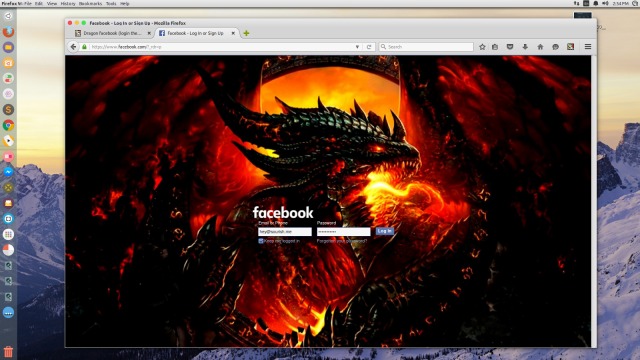 Firefox File Edit View History Bookmarks Tools Help
2:54 PM
Facebook - Log In or Sign Up - Mozilla Firefox
Dragon facebook (login the ...
Facebook - Log In or Sign Up
https://www.facebook.com/?_rdr=p
Search
facebook
Email or Phone
Password
hey@sourish.me
Log In
Keep me logged in
Forgotten your password?